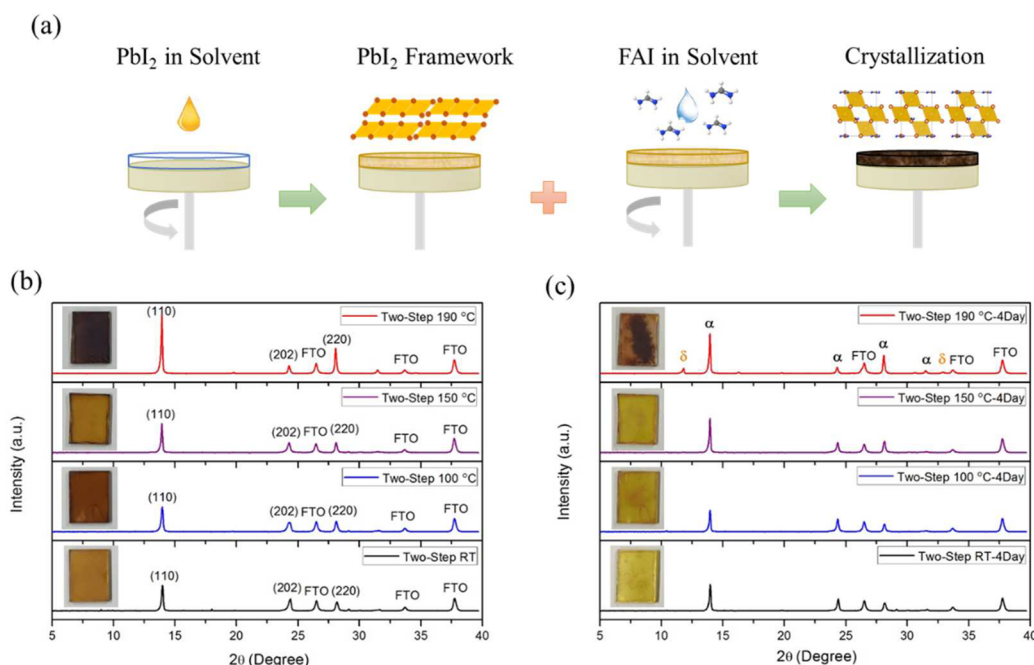 (a)
PbI₂ in Solvent
PbI₂ Framework
FAI in Solvent
Crystallization
(b)
Two-Step 190 °C
(110)
(202)
FTO
(220)
FTO
FTO
Two-Step 150 °C
(110)
(202)
FTO
(220)
FTO
FTO
Two-Step 100 °C
(110)
(202)
FTO
(220)
FTO
FTO
Two-Step RT
(110)
(202)
FTO
(220)
FTO
FTO
Intensity (a.u.)
5 10 15 20 25 30 35 40
2θ (Degree)
(c)
Two-Step 190 °C-4Day
δ
α
α
FTO
α
α
δ
FTO
FTO
Two-Step 150 °C-4Day
Two-Step 100 °C-4Day
Two-Step RT-4Day
Intensity (a.u.)
5 10 15 20 25 30 35 40
2θ (Degree)